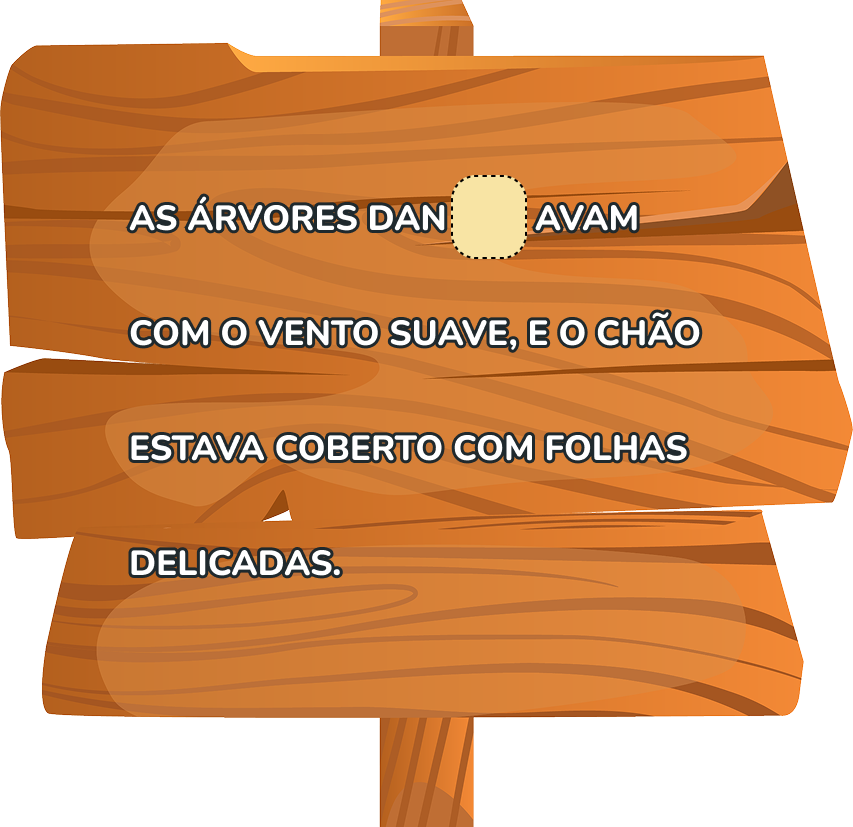 AS ÁRVORES DAN AVAM
COM O VENTO SUAVE, E O CHÃO
ESTAVA COBERTO COM FOLHAS
DELICADAS.